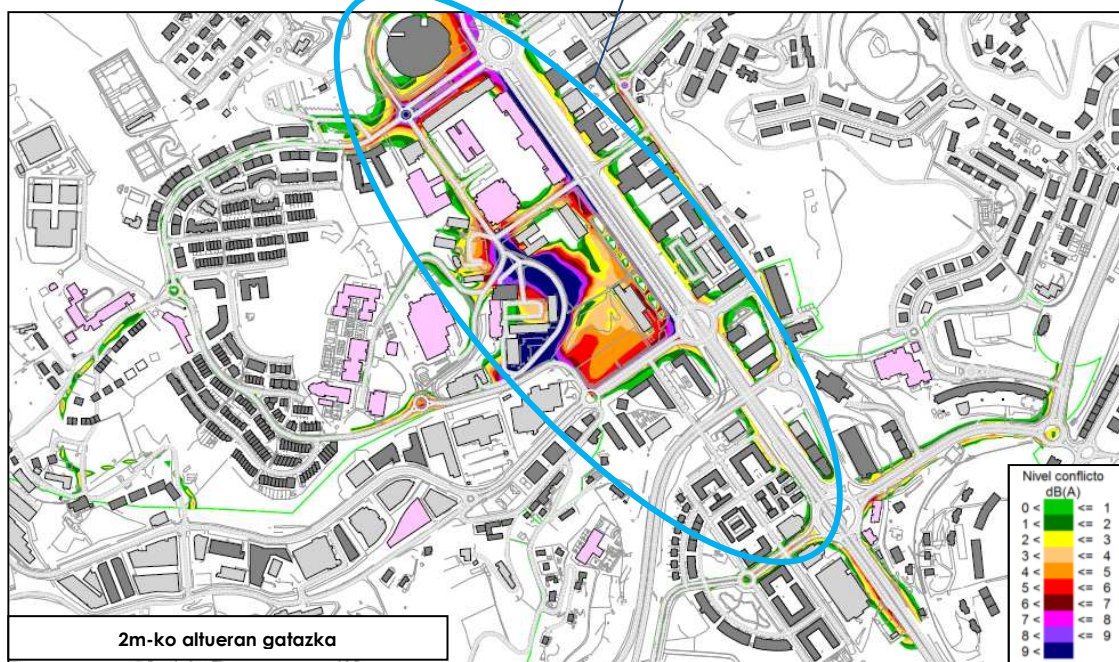 2m-ko altueran gatazka
Nivel conflicto
dB(A)
0 < <= 1
1 < <= 2
2 < <= 3
3 < <= 4
4 < <= 5
5 < <= 6
6 < <= 7
7 < <= 8
8 < <= 9
9 <